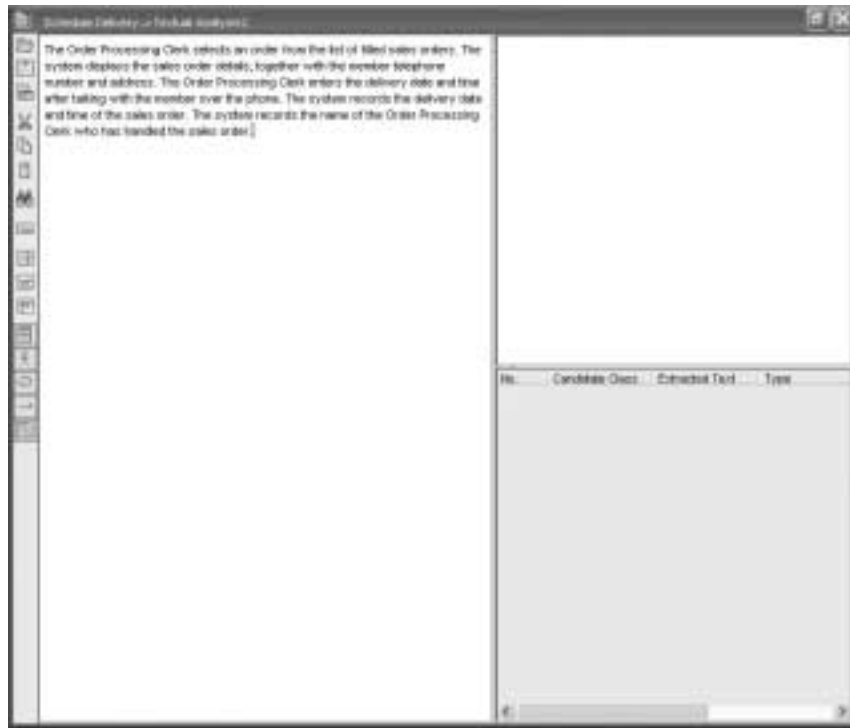 Schedule Delivery -> Textual Analysis2
The Order Processing Clerk selects an order from the list of filled sales orders. The
system displays the sales order details, together with the member telephone
number and address. The Order Processing Clerk enters the delivery date and time
after talking with the member over the phone. The system records the delivery date
and time of the sales order. The system records the name of the Order Processing
Clerk who has handled the sales order.
No. Candidate Class Extracted Text Type